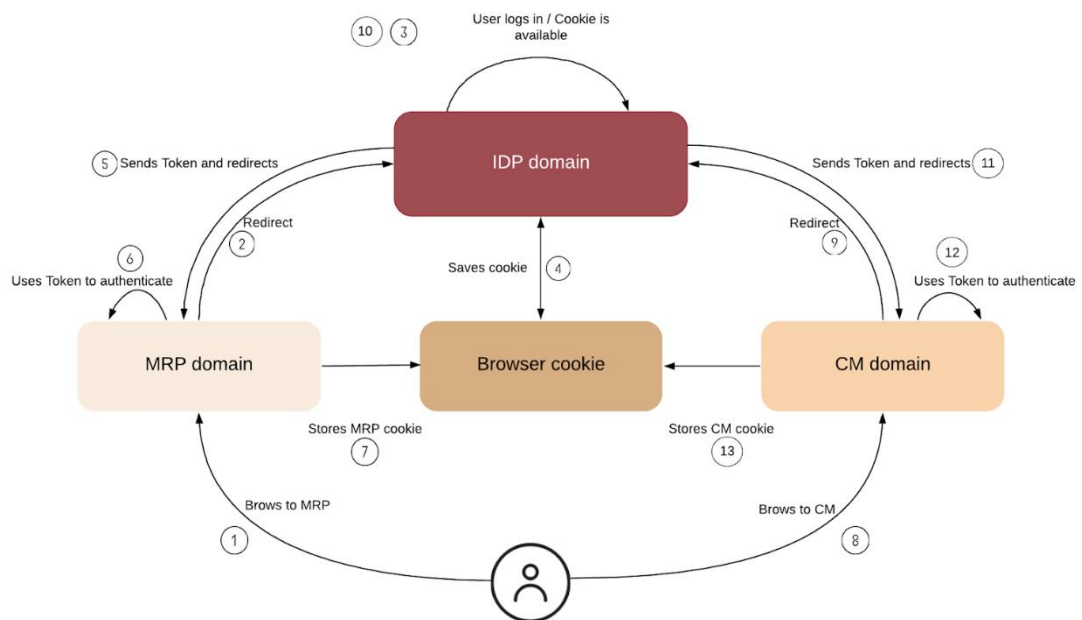 10 3 User logs in / Cookie is
available
IDP domain
5 Sends Token and redirects
Sends Token and redirects 11
Redirect
2
Redirect
9
6
Uses Token to authenticate
Saves cookie 4
12
Uses Token to authenticate
MRP domain
Browser cookie
CM domain
Stores MRP cookie
7
Stores CM cookie
13
Brows to MRP
1
Brows to CM
8